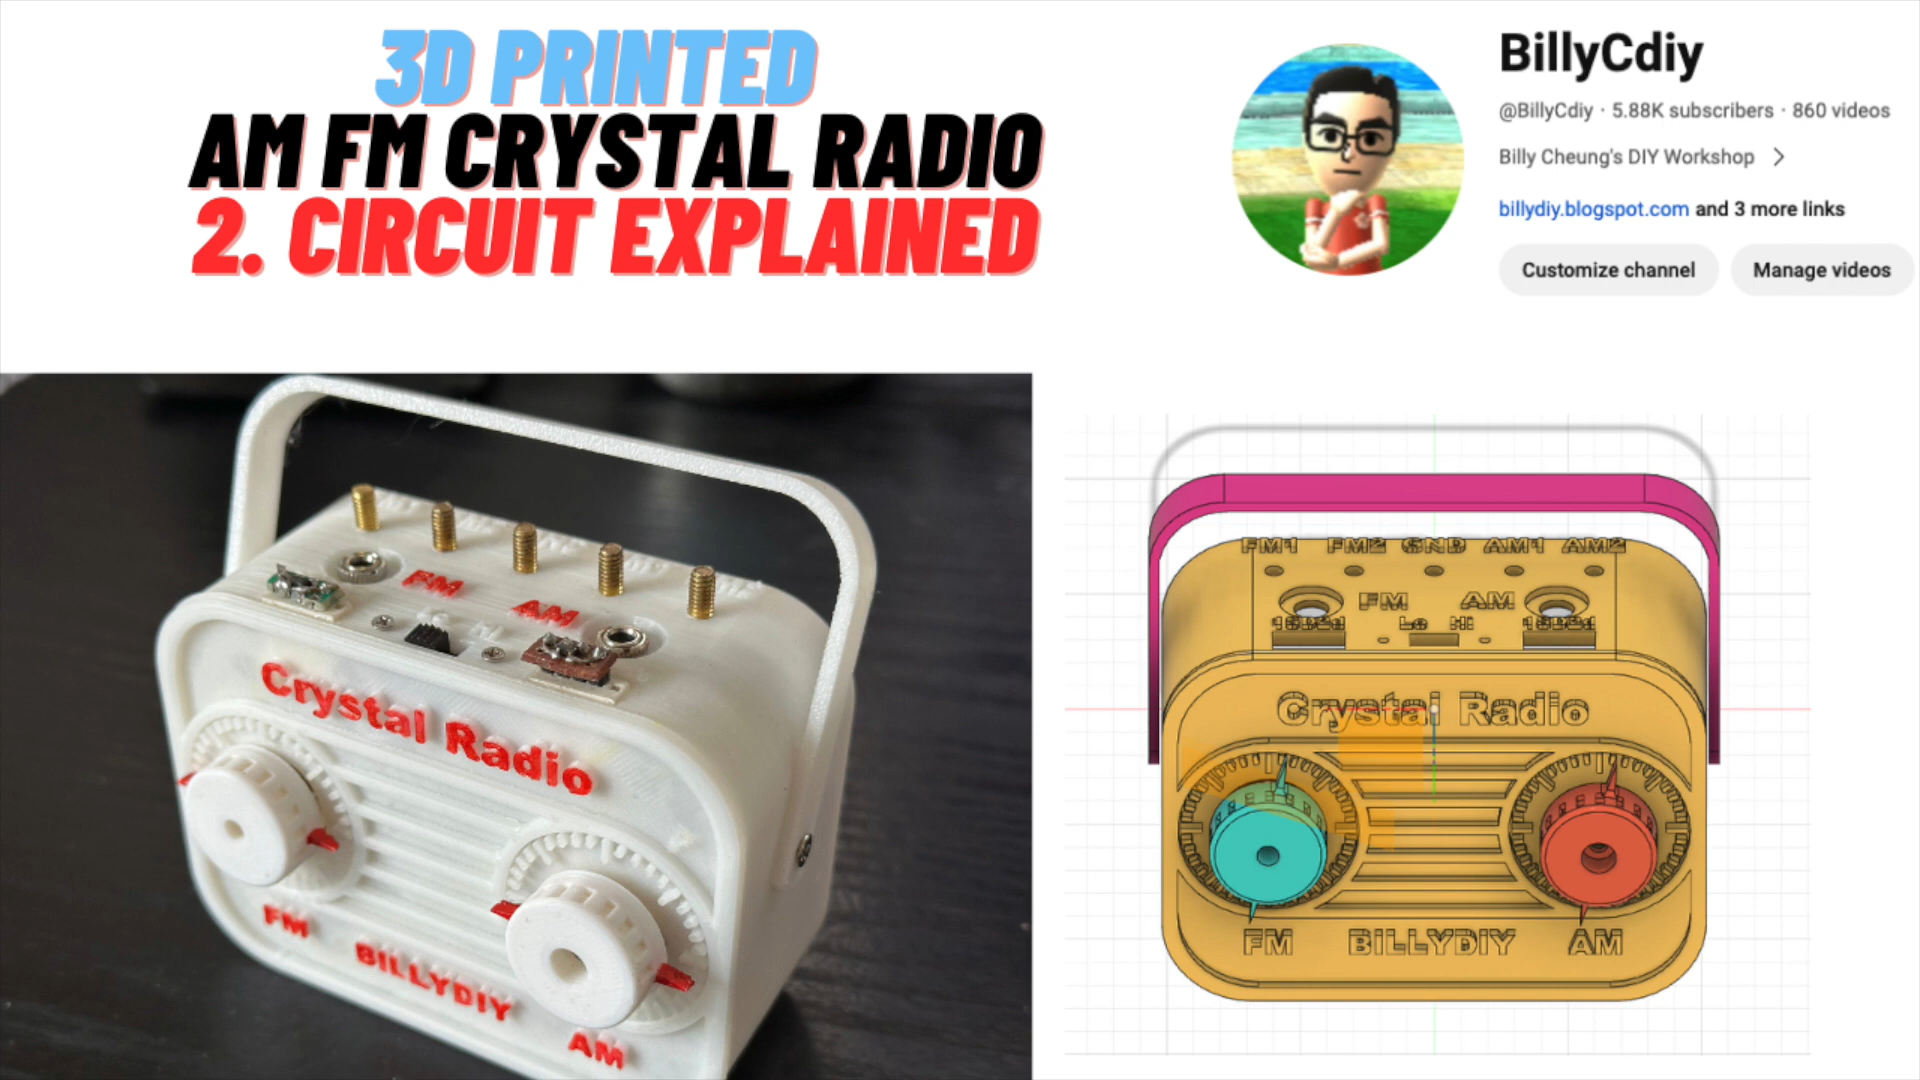 3D PRINTED
AM FM CRYSTAL RADIO
2. CIRCUIT EXPLAINED
BillyCdiy
@BillyCdiy · 5.88K subscribers · 860 videos
Billy Cheung's DIY Workshop
billydiy.blogspot.com and 3 more links
Customize channel
Manage videos
FM
AM
Crystal Radio
FM
BILLYDIY
AM
FM1 FM2 GND AM1 AM2
FM AM
Lo Hi
Crystal Radio
FM BILLYDIY AM